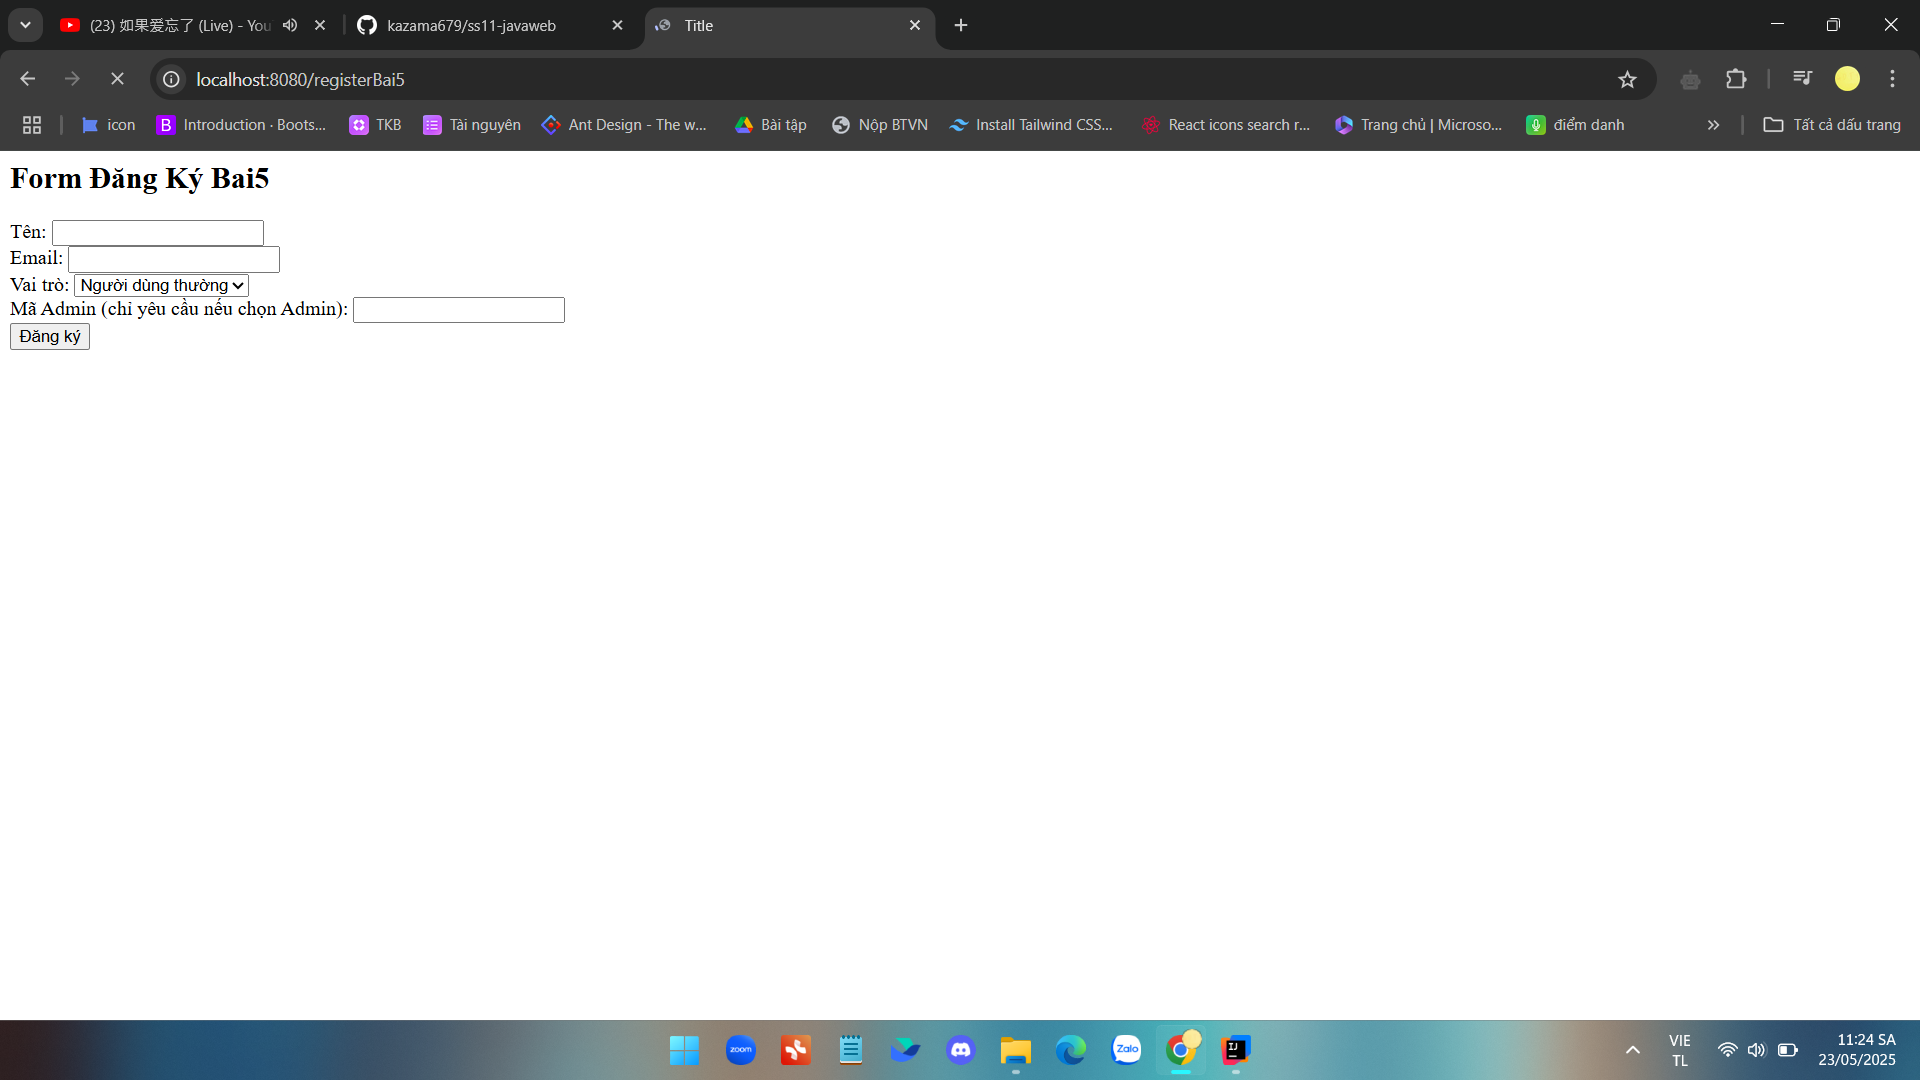 (23) 如果爱忘了 (Live) - You
kazama679/ss11-javaweb
Title
localhost:8080/registerBai5
icon
Introduction · Boots...
TKB
Tài nguyên
Ant Design - The w...
Bài tập
Nộp BTVN
Install Tailwind CSS...
React icons search r...
Trang chủ | Microso...
điểm danh
Tất cả dấu trang
Form Đăng Ký Bai5
Tên:
Email:
Vai trò: Người dùng thường
Mã Admin (chỉ yêu cầu nếu chọn Admin):
Đăng ký
zoom
Zalo
IJ
VIE
TL
11:24 SA
23/05/2025